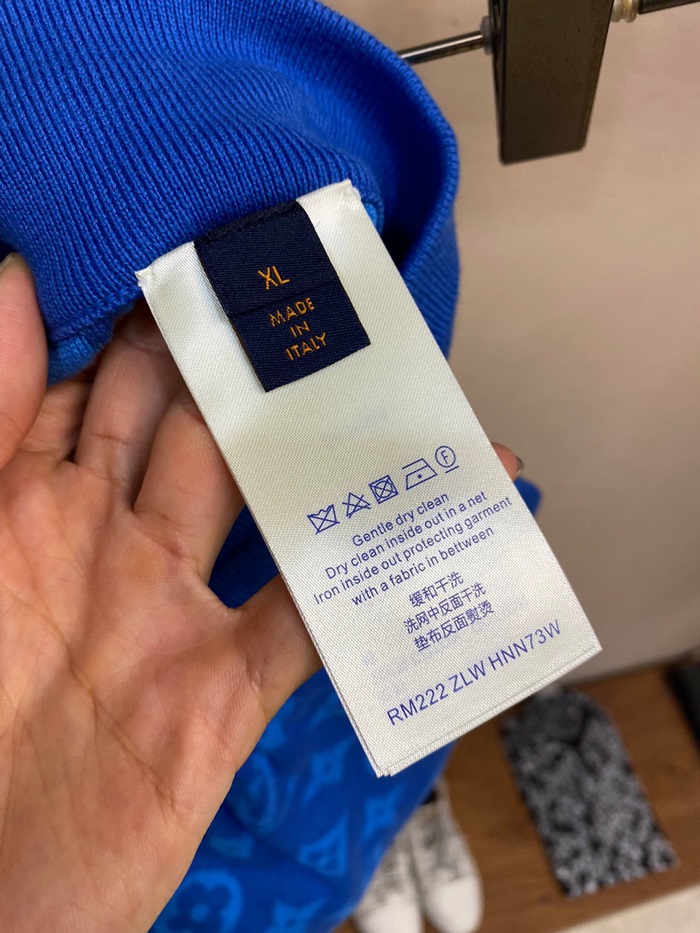 XL
MADE
IN
ITALY
F
Gentle dry clean
Dry clean inside out in a net
Iron inside out protecting garment
with a fabric in bettween
缓和干洗
洗网中反面干洗
垫布反面熨烫
RM222 ZLW HNN73W